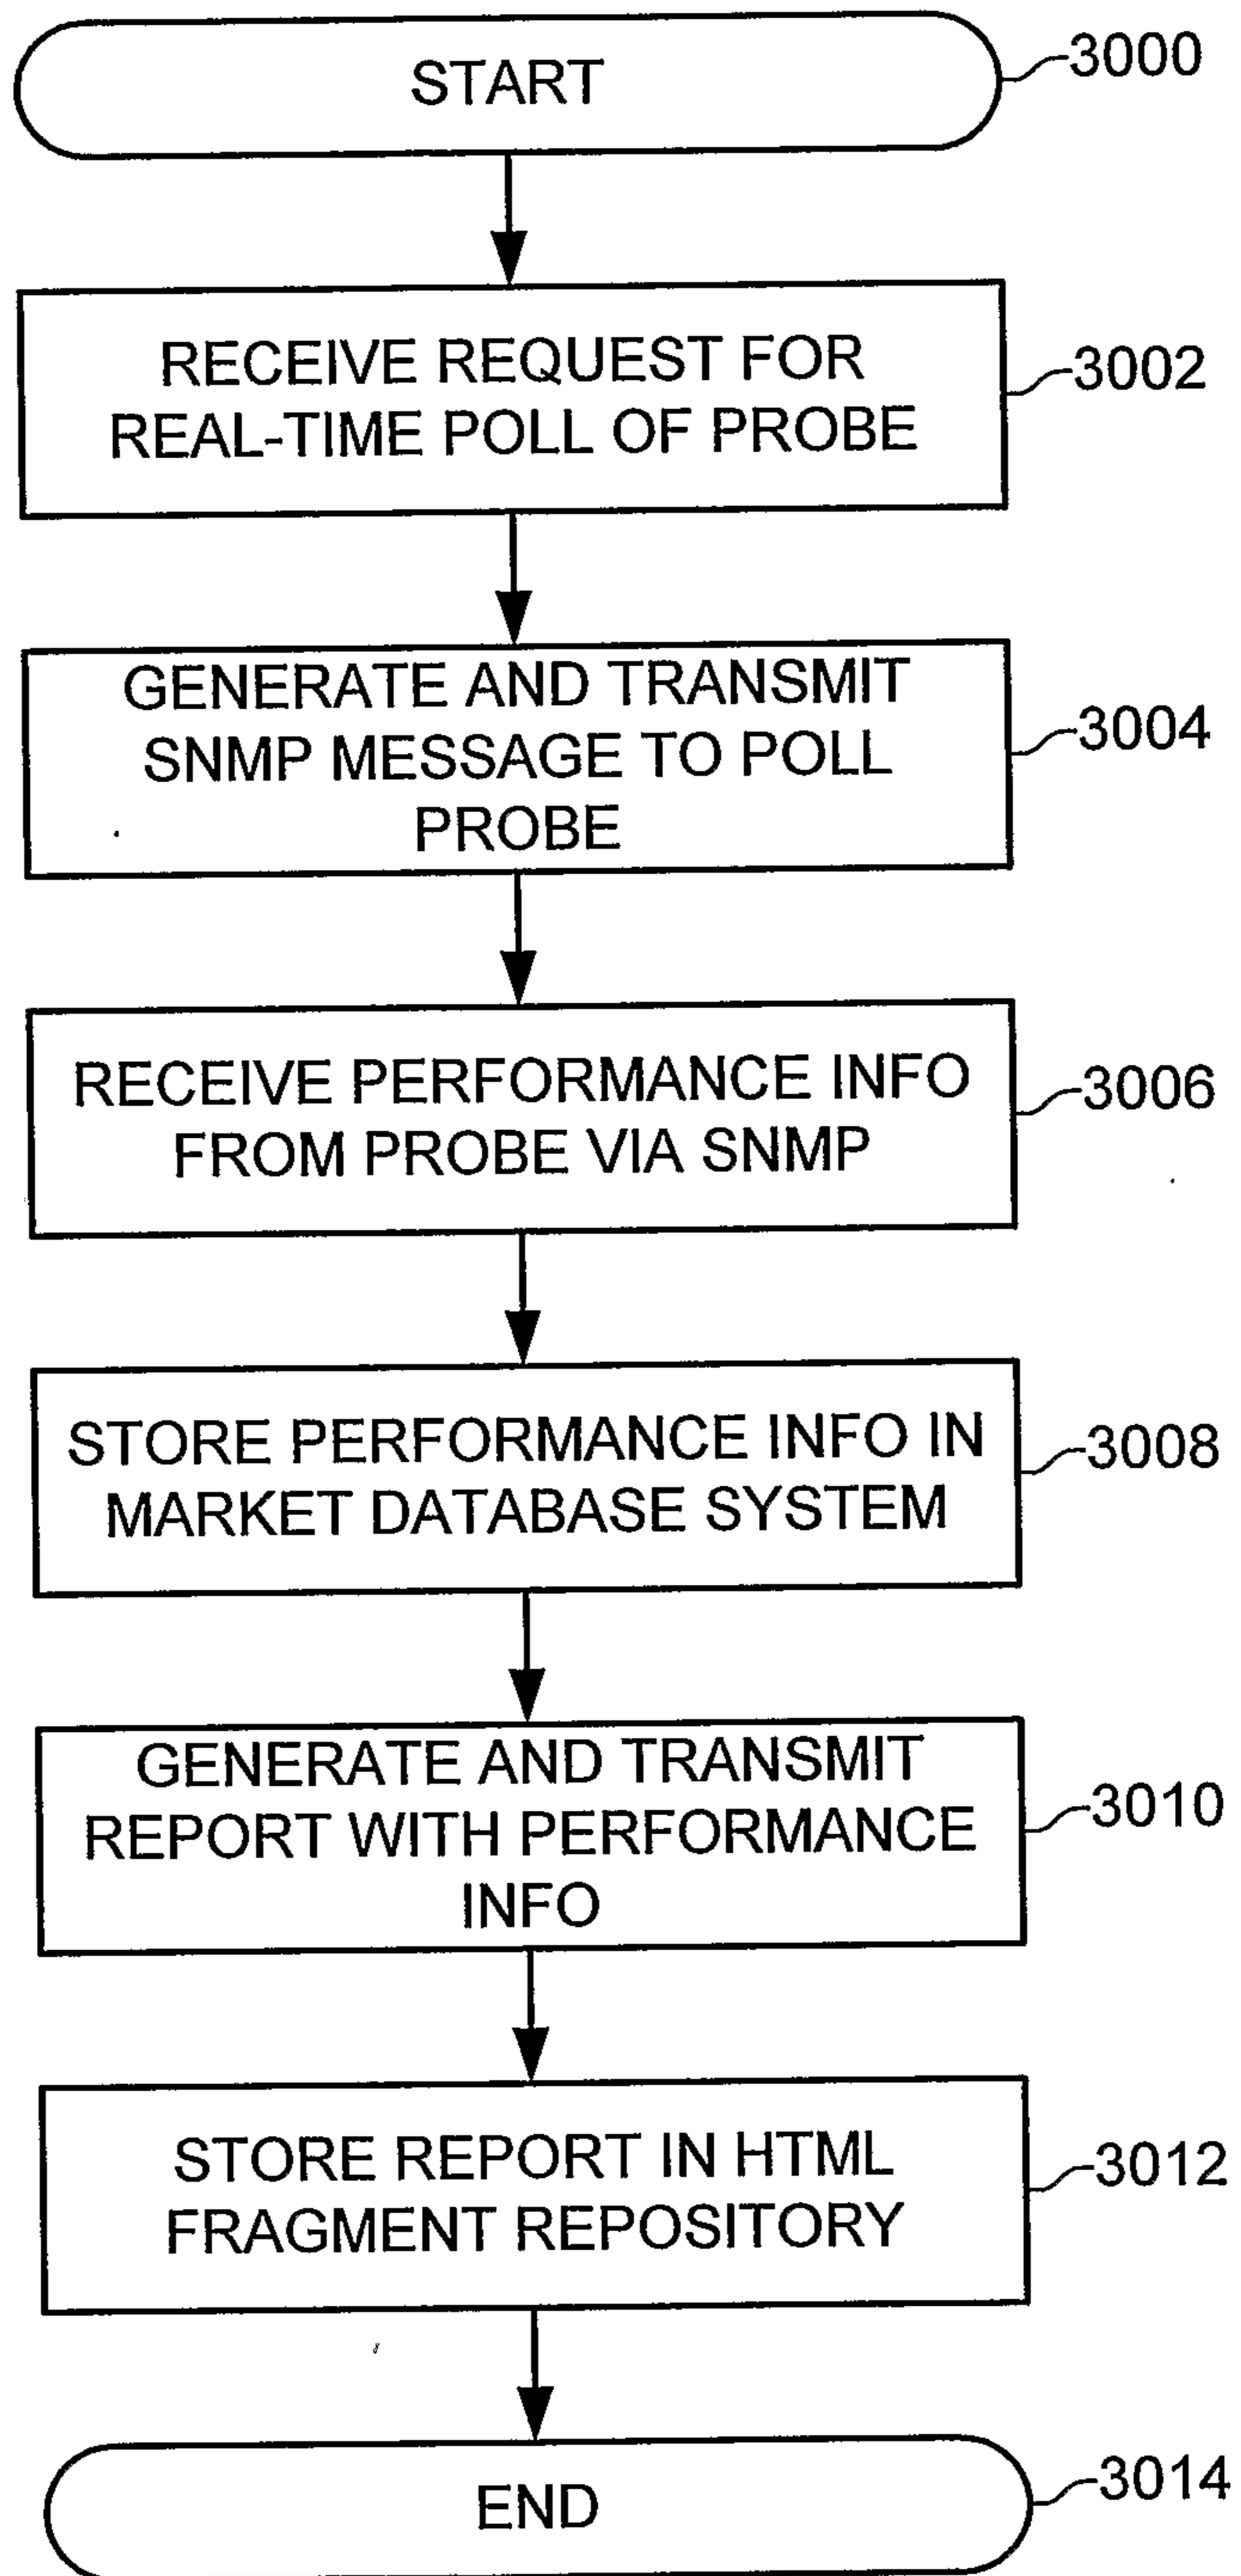 START
3000
RECEIVE REQUEST FOR
REAL-TIME POLL OF PROBE
3002
GENERATE AND TRANSMIT
SNMP MESSAGE TO POLL
PROBE
3004
RECEIVE PERFORMANCE INFO
FROM PROBE VIA SNMP
3006
STORE PERFORMANCE INFO IN
MARKET DATABASE SYSTEM
3008
GENERATE AND TRANSMIT
REPORT WITH PERFORMANCE
INFO
3010
STORE REPORT IN HTML
FRAGMENT REPOSITORY
3012
END
3014